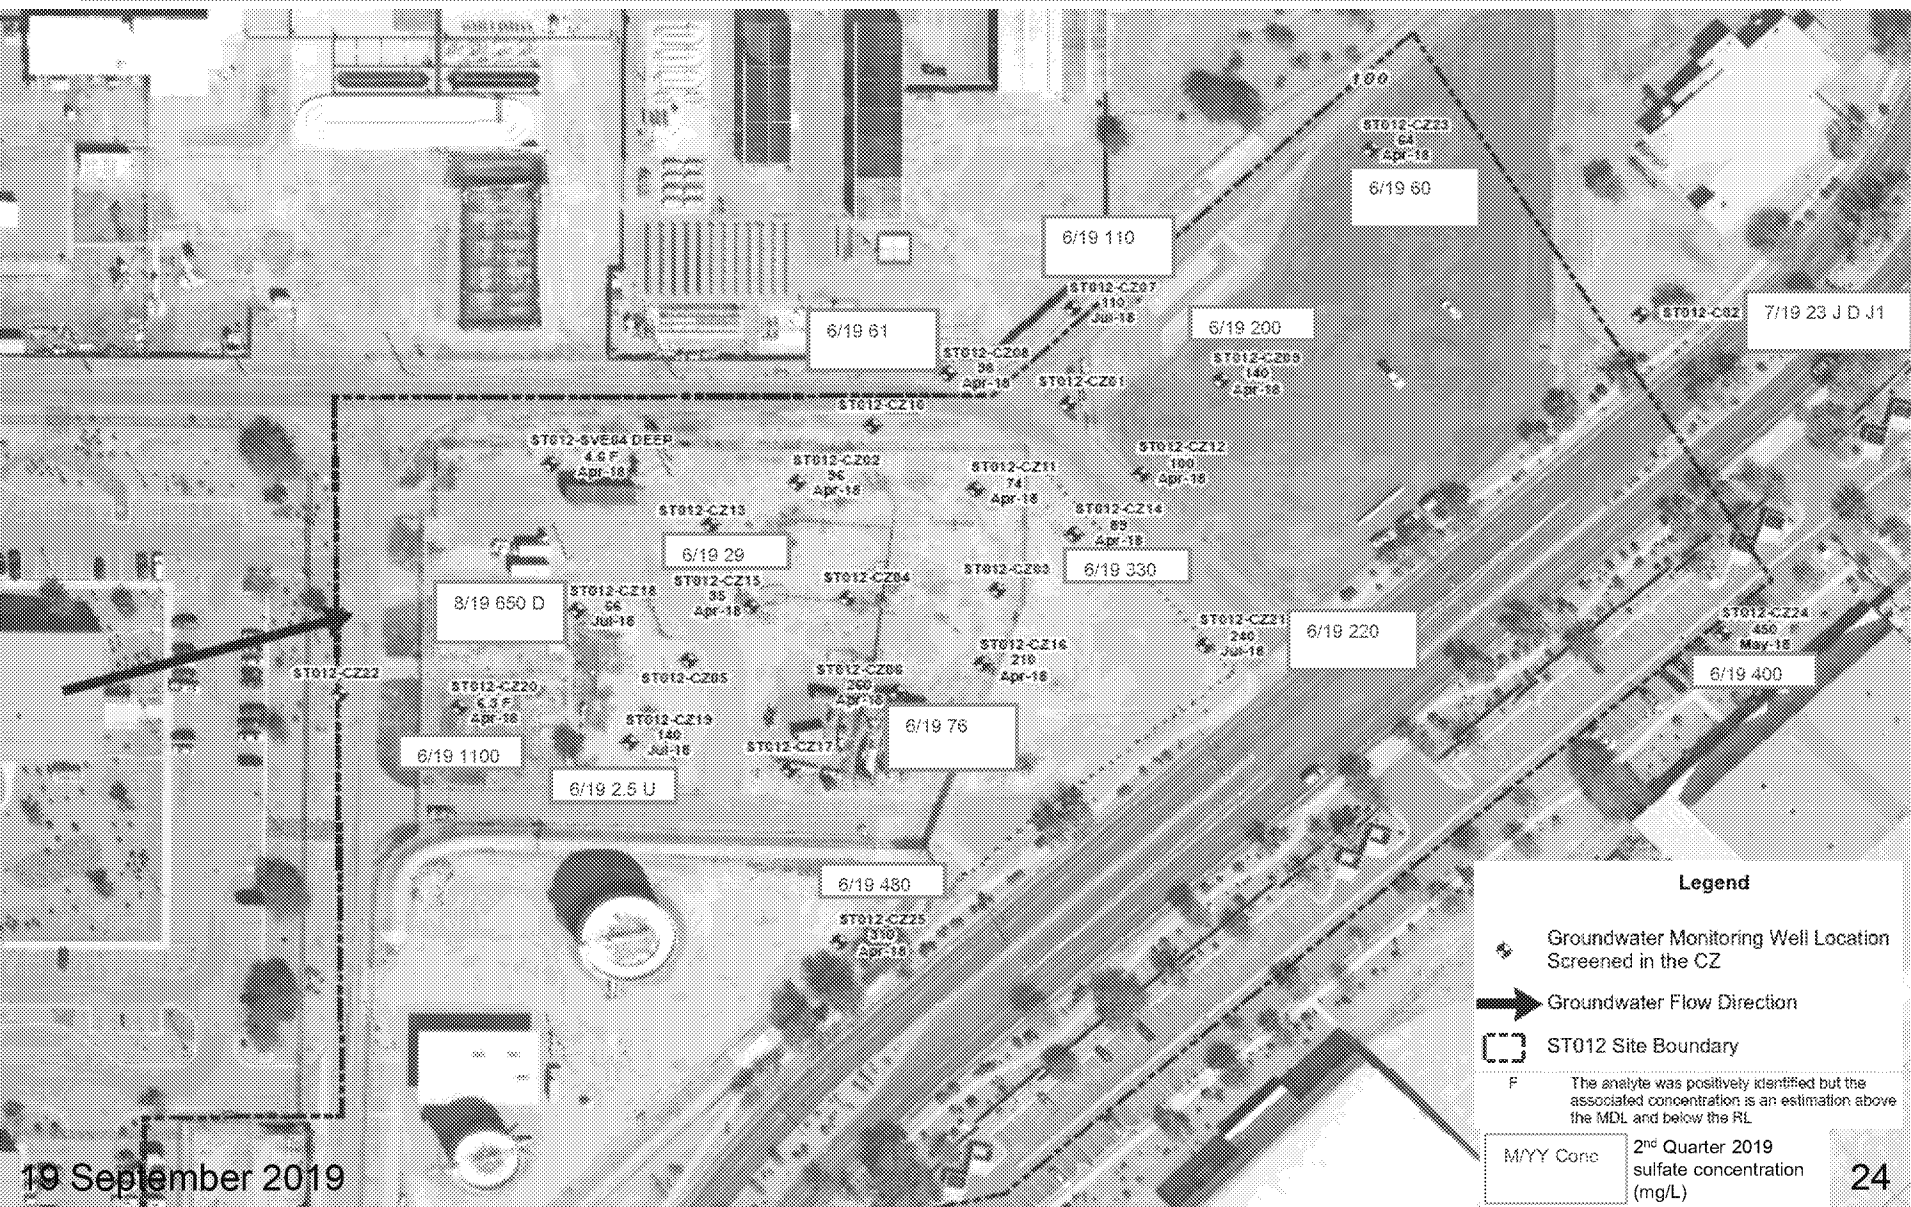 100
ST012-CZ23
64
Apr-18
6/19 60
6/19 110
ST012-CZ07
110
Jul-18
6/19 61
ST012-CZ08
98
Apr-18
ST012-CZ01
6/19 200
ST012-CZ09
140
Apr-18
ST012-C02
7/19 23 J D J1
ST012-CZ10
ST012-SVE04 DEEP
4.6 F
Apr-18
ST012-CZ02
96
Apr-18
ST012-CZ11
74
Apr-18
ST012-CZ12
100
Apr-18
ST012-CZ13
6/19 29
ST012-CZ14
89
Apr-18
6/19 330
8/19 650 D
ST012-CZ18
66
Jul-18
ST012-CZ15
35
Apr-18
ST012-CZ04
ST012-CZ03
ST012-CZ21
240
Jul-18
6/19 220
ST012-CZ24
450
May-18
6/19 400
ST012-CZ22
ST012-CZ20
6.3 F
Apr-18
6/19 1100
ST012-CZ05
ST012-CZ06
260
Apr-18
ST012-CZ16
210
Apr-18
ST012-CZ19
140
Jul-18
6/19 2.5 U
ST012-CZ17
6/19 76
6/19 480
ST012-CZ25
310
Apr-18
Legend
Groundwater Monitoring Well Location
Screened in the CZ
Groundwater Flow Direction
ST012 Site Boundary
F The analyte was positively identified but the
associated concentration is an estimation above
the MDL and below the RL
M/YY Conc
2nd Quarter 2019
sulfate concentration
(mg/L)
19 September 2019
24